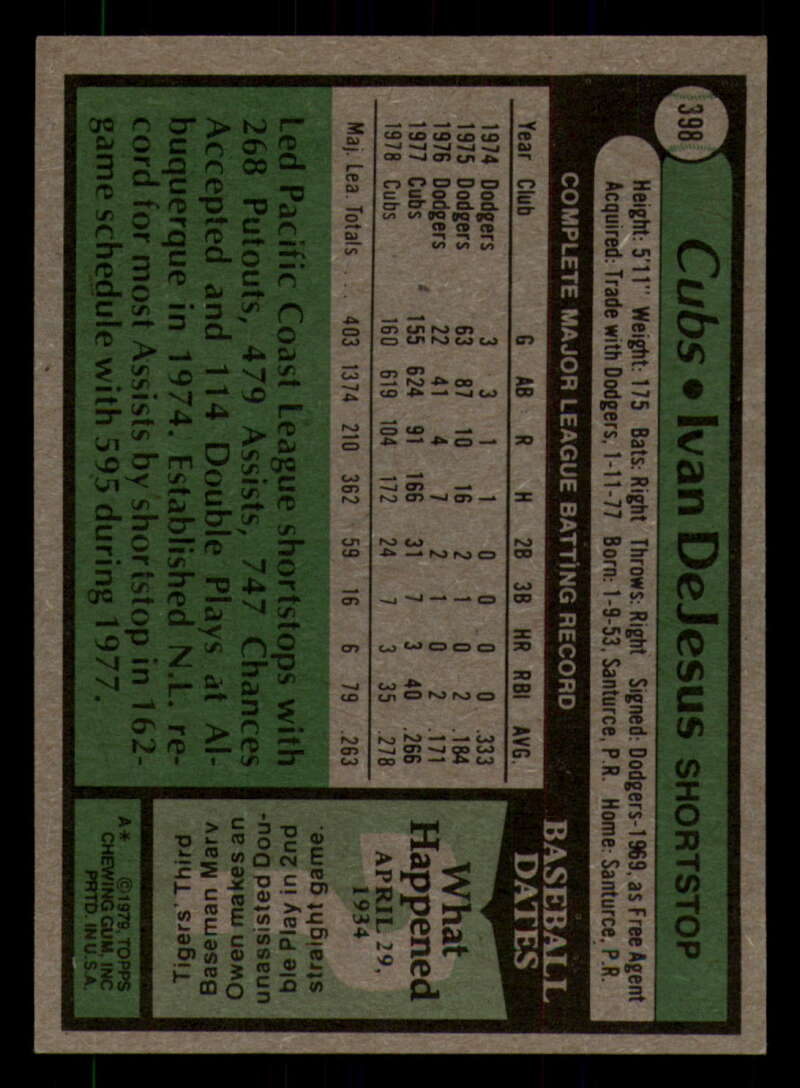 398
Cubs • Ivan DeJesus SHORTSTOP
Height: 5'11" Weight: 175 Bats: Right Throws: Right Signed: Dodgers-1969, as Free Agent
Acquired: Trade with Dodgers, 1-11-77 Born: 1-9-53, Santurce, P.R. Home: Santurce, P.R.
COMPLETE MAJOR LEAGUE BATTING RECORD
Year Club G AB R H 2B 3B HR RBI AVG.
1974 Dodgers 3 3 1 1 0 0 0 0 .333
1975 Dodgers 63 87 10 16 2 1 0 2 .184
1976 Dodgers 22 41 4 7 2 1 0 2 .171
1977 Cubs 155 624 91 166 31 7 3 40 .266
1978 Cubs 160 619 104 172 24 7 3 35 .278
Maj. Lea. Totals . . . . 403 1374 210 362 59 16 6 79 .263
Led Pacific Coast League shortstops with
268 Putouts, 479 Assists, 747 Chances
Accepted and 114 Double Plays at Al-
buquerque in 1974. Established N.L. re-
cord for most Assists by shortstop in 162-
game schedule with 595 during 1977.
BASEBALL
DATES
What
Happened
APRIL 29,
1934
Tigers' Third
Baseman Marv
Owen makes an
unassisted Dou-
ble Play in 2nd
straight game.
A* ©1979, TOPPS
CHEWING GUM, INC
PRTD. IN U.S.A.